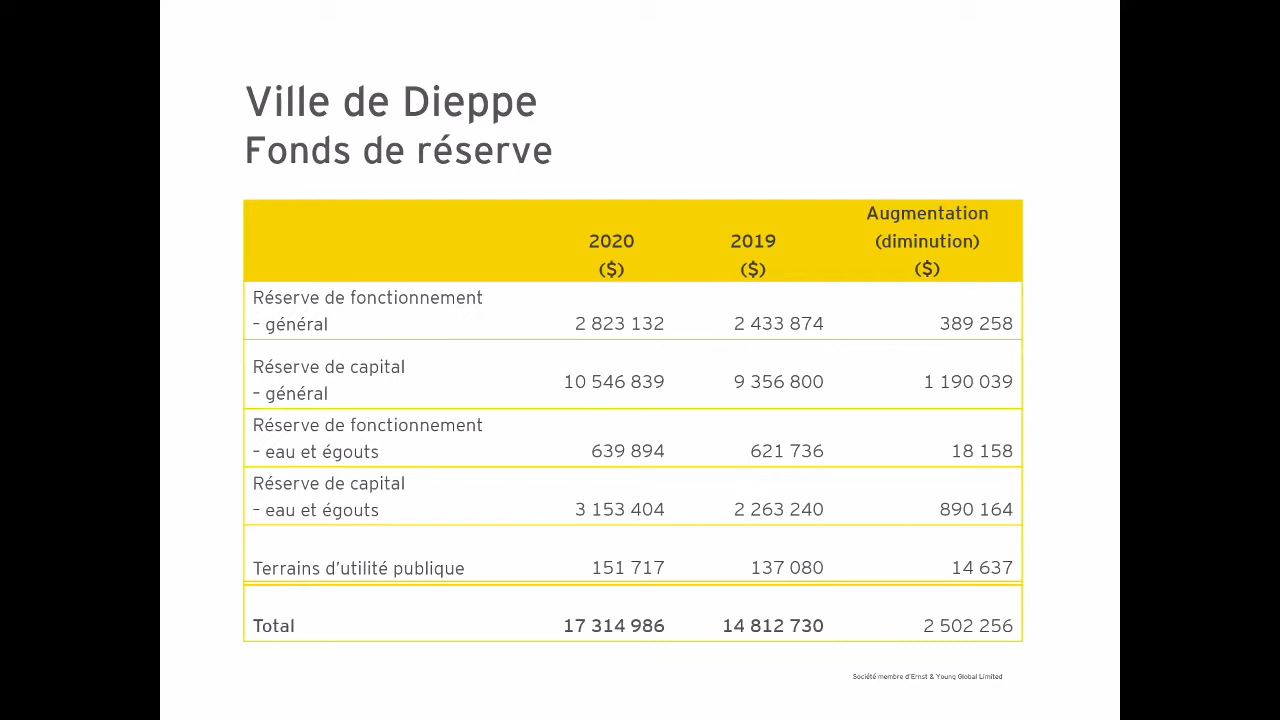 Ville de Dieppe
Fonds de réserve
2020 ($) 2019 ($) Augmentation (diminution) ($)
Réserve de fonctionnement
– général 2 823 132 2 433 874 389 258
Réserve de capital
– général 10 546 839 9 356 800 1 190 039
Réserve de fonctionnement
– eau et égouts 639 894 621 736 18 158
Réserve de capital
– eau et égouts 3 153 404 2 263 240 890 164
Terrains d'utilité publique 151 717 137 080 14 637
Total 17 314 986 14 812 730 2 502 256
Société membre d'Ernst & Young Global Limited